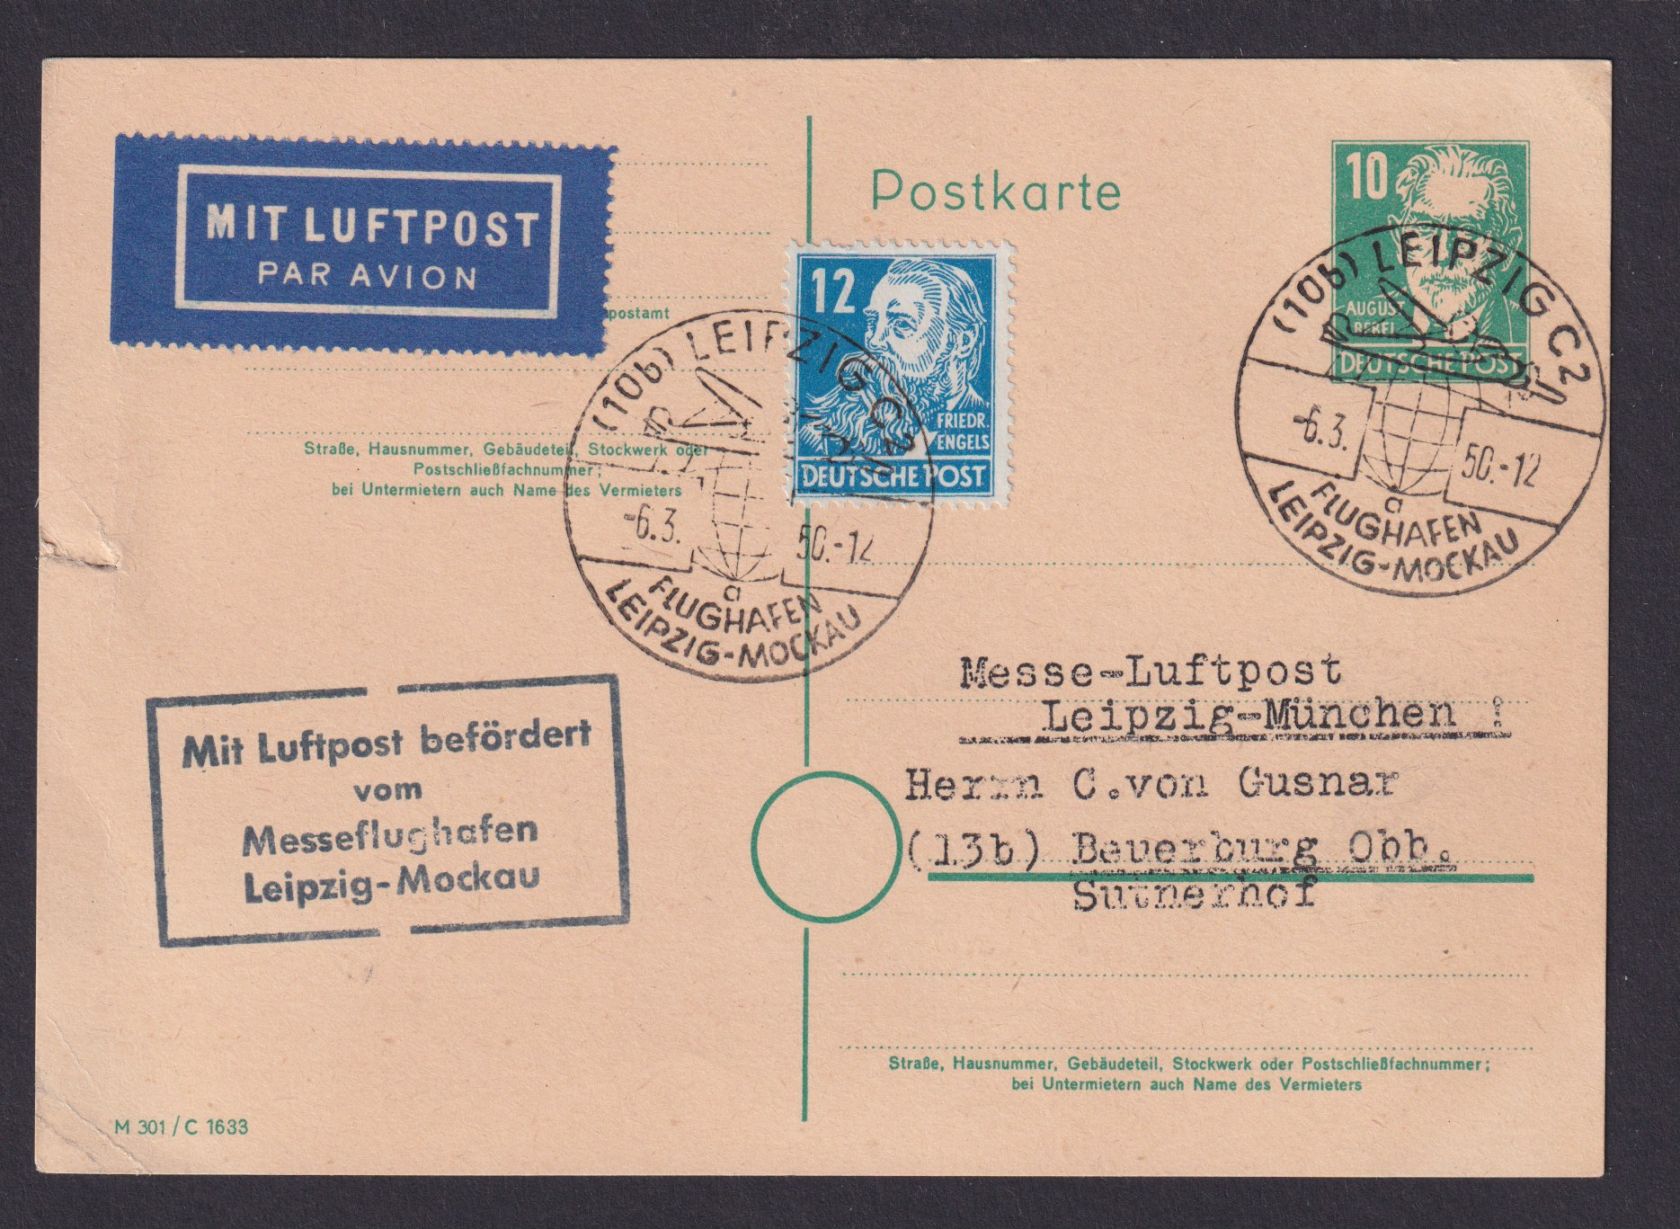 MIT LUFTPOST
PAR AVION
postamt
Straße, Hausnummer, Gebäudeteil, Stockwerk oder
Postschließfachnummer;
bei Untermietern auch Name des Vermieters
Postkarte
10
AUGUST
BEBEL
DEUTSCHE POST
12
FRIEDR.
ENGELS
DEUTSCHE POST
(10b) LEIPZIG C2
-6.3. 50.-12
a
FLUGHAFEN
LEIPZIG-MOCKAU
(10b) LEIPZIG C2
-6.3. 50.-12
a
FLUGHAFEN
LEIPZIG-MOCKAU
Mit Luftpost befördert
vom
Messeflughafen
Leipzig-Mockau
Messe-Luftpost
Leipzig-München !
Herrn C.von Gusnar
(13b) Beuerburg Obb.
Sutnerhof
Straße, Hausnummer, Gebäudeteil, Stockwerk oder Postschließfachnummer;
bei Untermietern auch Name des Vermieters
M 301 / C 1633